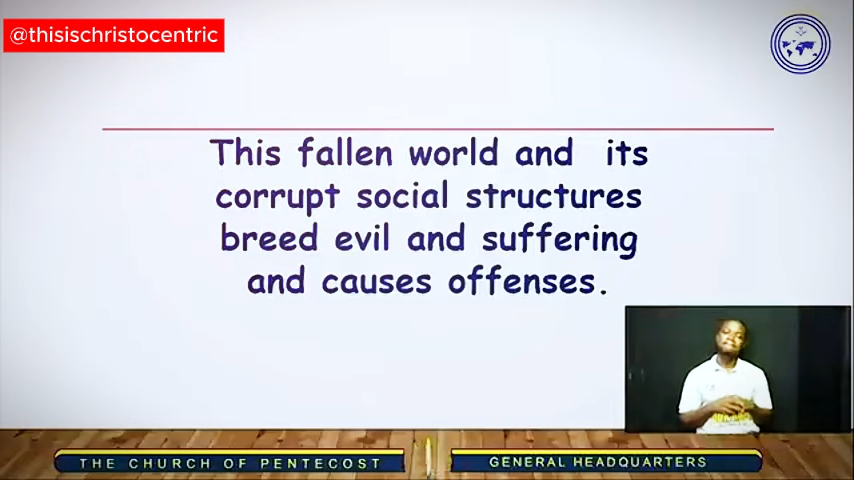 @thisischristocentric
This fallen world and its
corrupt social structures
breed evil and suffering
and causes offenses.
THE CHURCH OF PENTECOST
GENERAL HEADQUARTERS